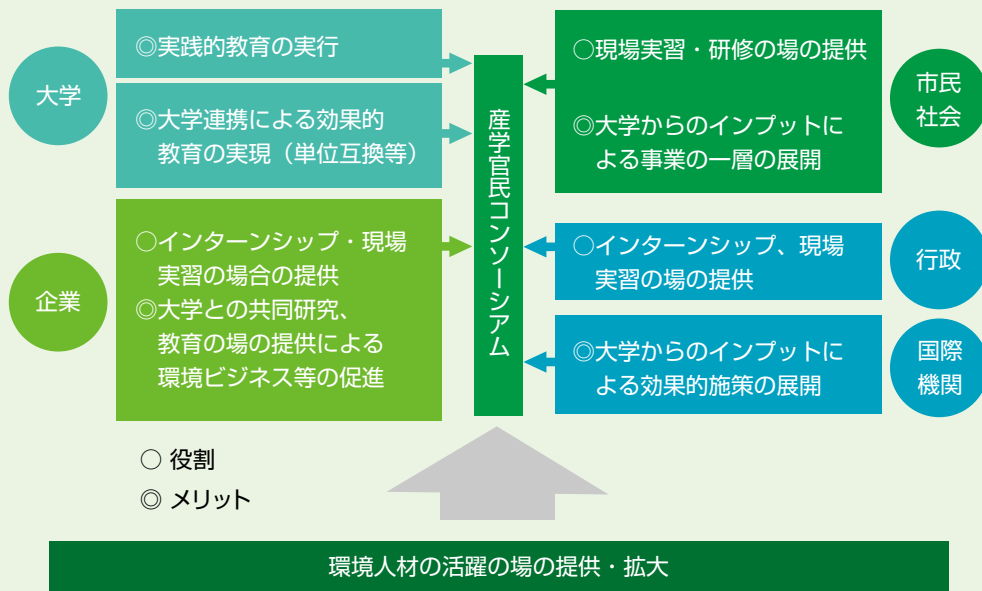 大学
◎実践的教育の実行
◎大学連携による効果的
教育の実現（単位互換等）
企業
○インターンシップ・現場
実習の場合の提供
◎大学との共同研究、
教育の場の提供による
環境ビジネス等の促進
産学官民コンソーシアム
○現場実習・研修の場の提供
◎大学からのインプットに
よる事業の一層の展開
市民
社会
○インターンシップ、現場
実習の場の提供
行政
◎大学からのインプットに
よる効果的施策の展開
国際
機関
○ 役割
◎ メリット
環境人材の活躍の場の提供・拡大